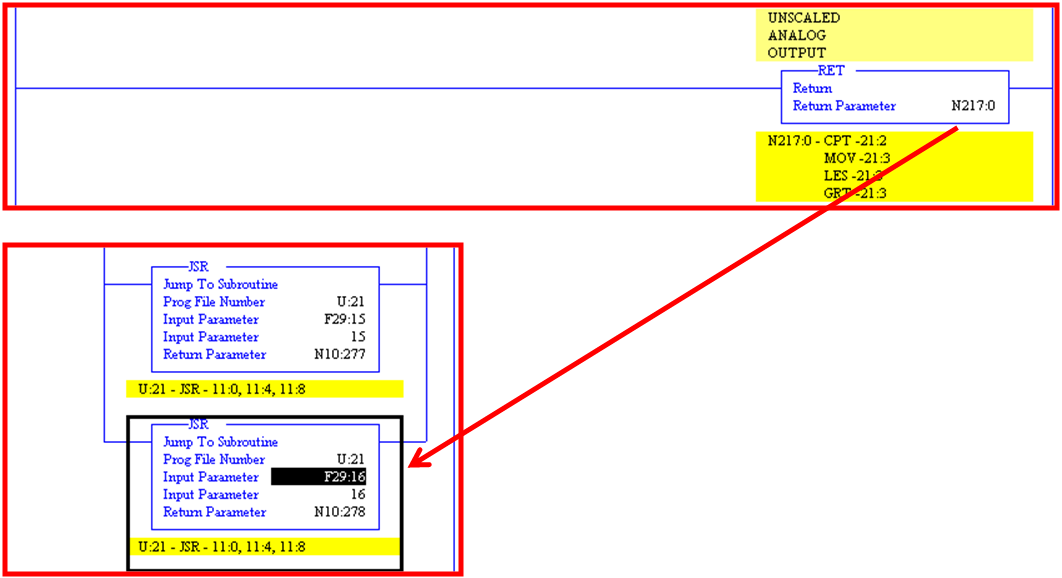 UNSCALED
ANALOG
OUTPUT
RET
Return
Return Parameter N217:0
N217:0 - CPT -21:2
MOV -21:3
LES -21:3
GRT -21:3
JSR
Jump To Subroutine
Prog File Number U:21
Input Parameter F29:15
Input Parameter 15
Return Parameter N10:277
U:21 - JSR - 11:0, 11:4, 11:8
JSR
Jump To Subroutine
Prog File Number U:21
Input Parameter F29:16
Input Parameter 16
Return Parameter N10:278
U:21 - JSR - 11:0, 11:4, 11:8